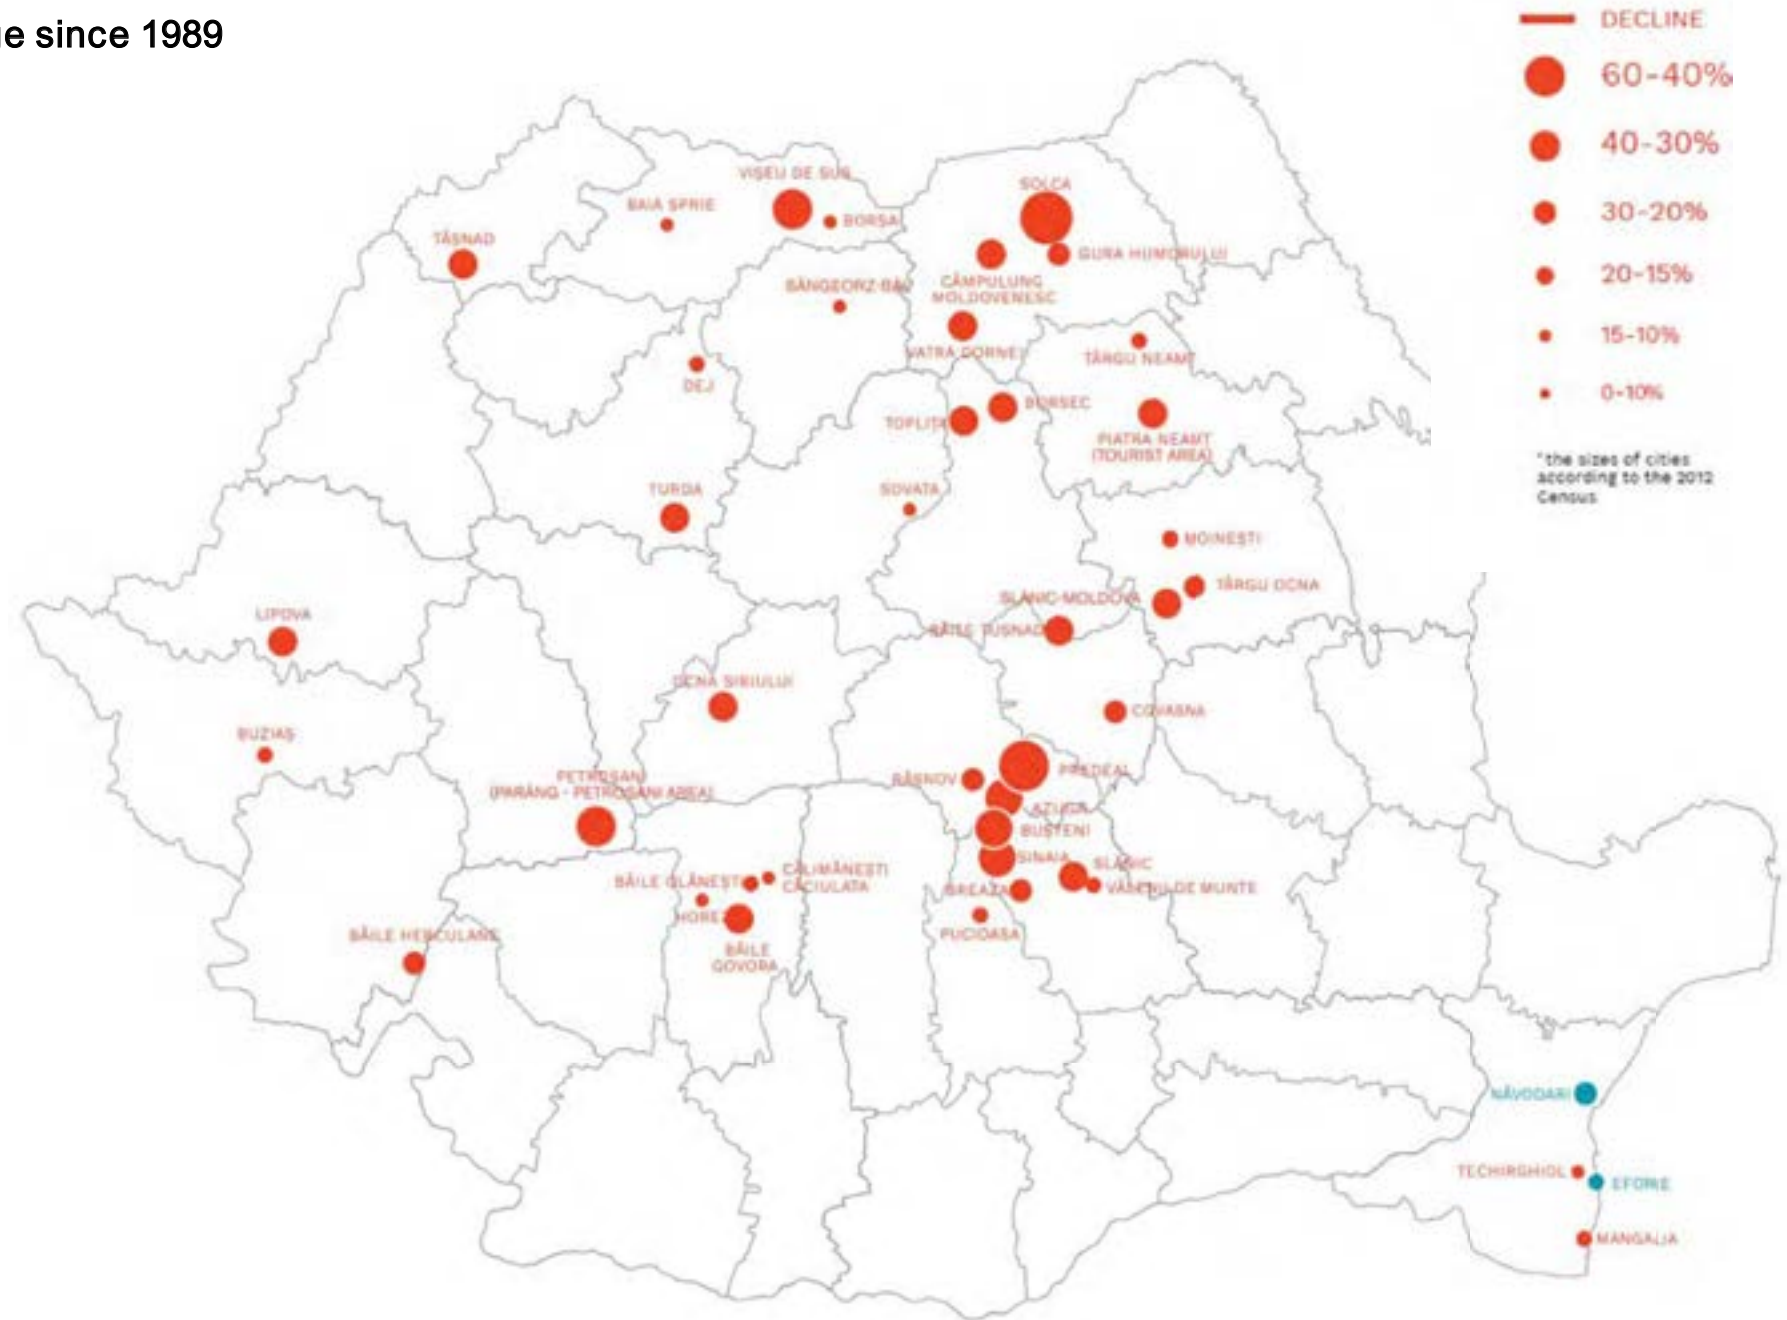 e since 1989
DECLINE
60-40%
40-30%
30-20%
20-15%
15-10%
0-10%
*the sizes of cities
according to the 2012
Census
VIȘEU DE SUS
SOLCA
BAIA SPRIE
BORȘA
TĂȘNAD
GURA HUMORULUI
CÂMPULUNG
MOLDOVENESC
SÂNGEORZ-BĂI
VATRA DORNEI
TÂRGU NEAMȚ
DEJ
BORSEC
TOPLIȚA
PIATRA NEAMȚ
(TOURIST AREA)
TURDA
SOVATA
MOINEȘTI
TÂRGU OCNA
SLĂNIC-MOLDOVA
LIPOVA
BĂILE TUȘNAD
OCNA SIBIULUI
COVASNA
BUZIAȘ
PETROȘANI
(PARÂNG - PETROȘANI AREA)
RÂȘNOV
PREDEAL
AZUGA
BUȘTENI
SINAIA
SLĂNIC
CĂLIMĂNEȘTI
CĂCIULATA
BĂILE OLĂNEȘTI
BREAZA
VĂLENII DE MUNTE
HOREZ
PUCIOASA
BĂILE HERCULANE
BĂILE
GOVORA
NĂVODARI
TECHIRGHIOL
EFORIE
MANGALIA